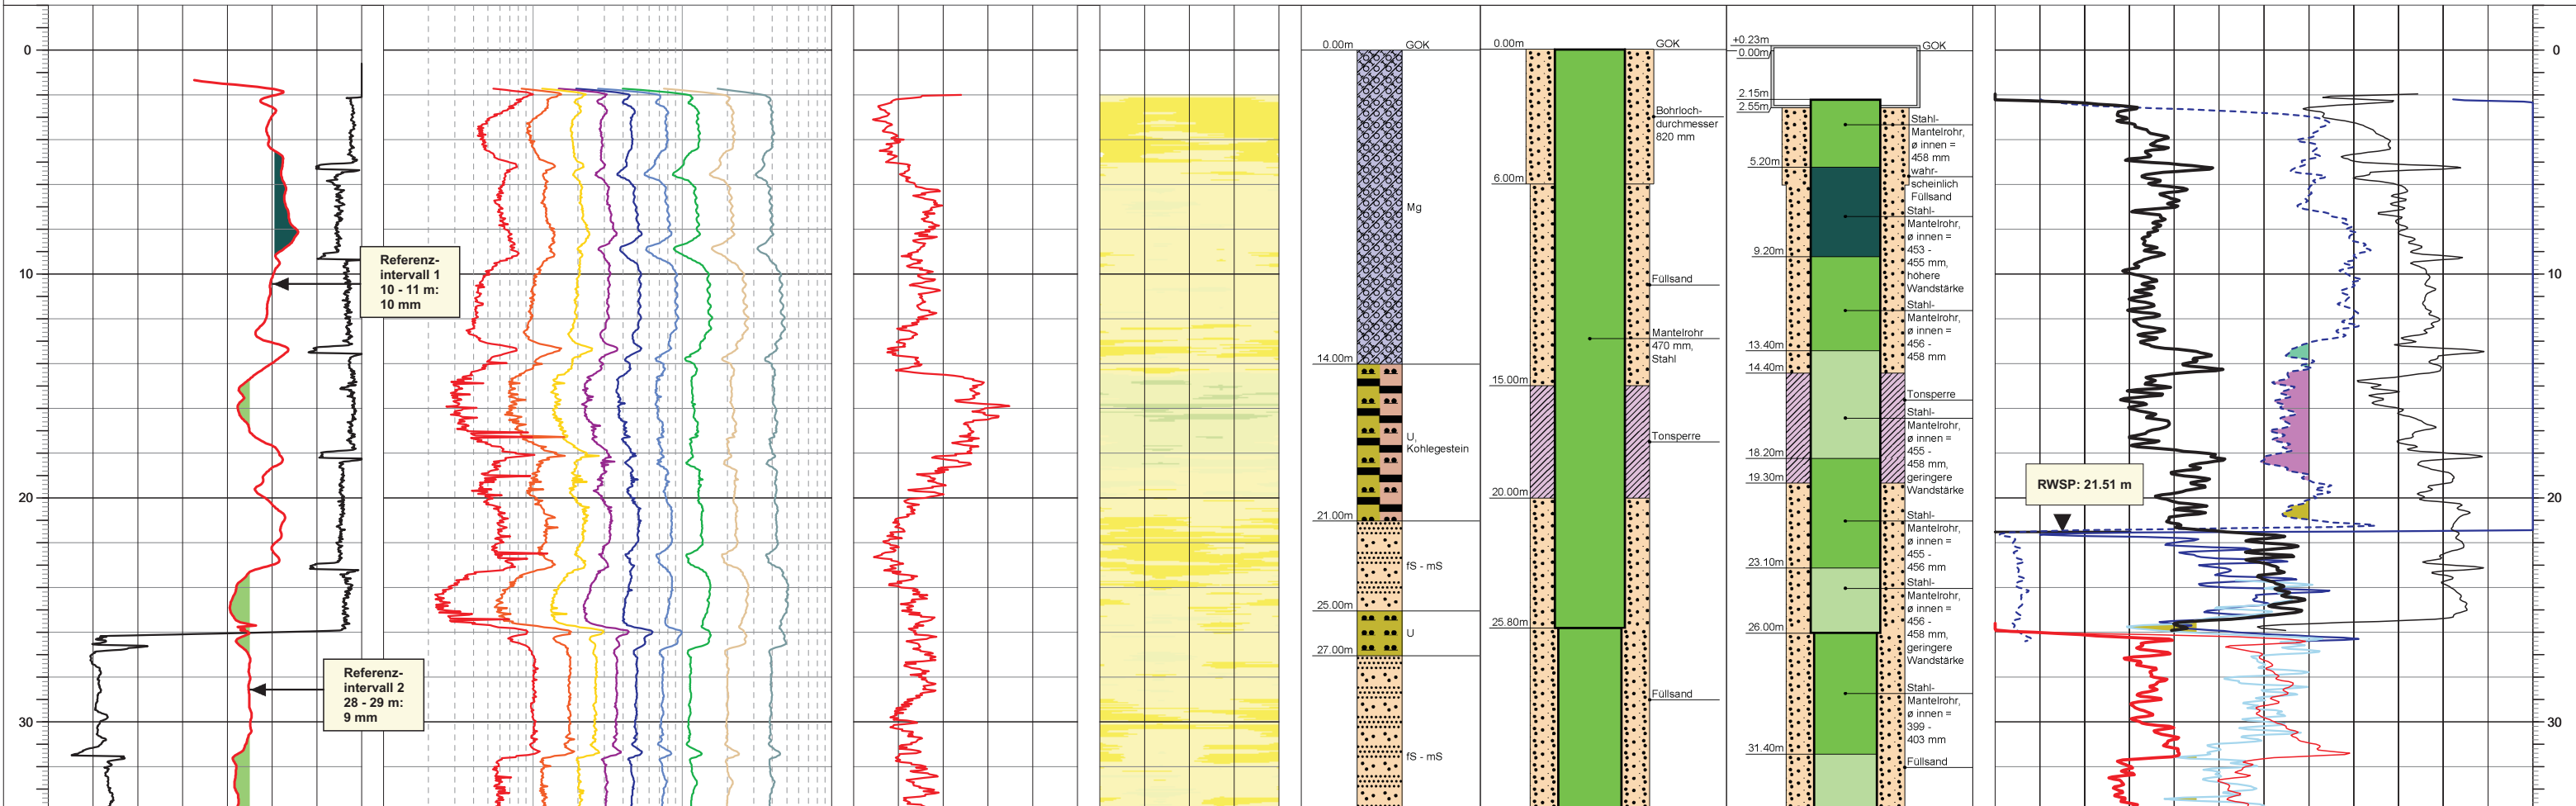 0
10
20
30
Referenz-
intervall 1
10 - 11 m:
10 mm
Referenz-
intervall 2
28 - 29 m:
9 mm
0.00m
GOK
Mg
14.00m
U,
Kohlegestein
21.00m
fS - mS
25.00m
U
27.00m
fS - mS
0.00m
GOK
Bohrloch-
durchmesser
820 mm
6.00m
Füllsand
Mantelrohr
470 mm,
Stahl
15.00m
Tonsperre
20.00m
25.80m
Füllsand
+0.23m
0.00m
GOK
2.15m
2.55m
Stahl-
Mantelrohr,
ø innen =
458 mm
5.20m
wahr-
scheinlich
Füllsand
Stahl-
Mantelrohr,
ø innen =
453 -
455 mm,
höhere
Wandstärke
9.20m
Stahl-
Mantelrohr,
ø innen =
456 -
458 mm
13.40m
14.40m
Tonsperre
Stahl-
Mantelrohr,
ø innen =
455 -
458 mm,
geringere
Wandstärke
18.20m
19.30m
Stahl-
Mantelrohr,
ø innen =
455 -
456 mm
23.10m
Stahl-
Mantelrohr,
ø innen =
456 -
458 mm,
geringere
Wandstärke
26.00m
Stahl-
Mantelrohr,
ø innen =
399 -
403 mm
31.40m
Füllsand
RWSP: 21.51 m
0
10
20
30